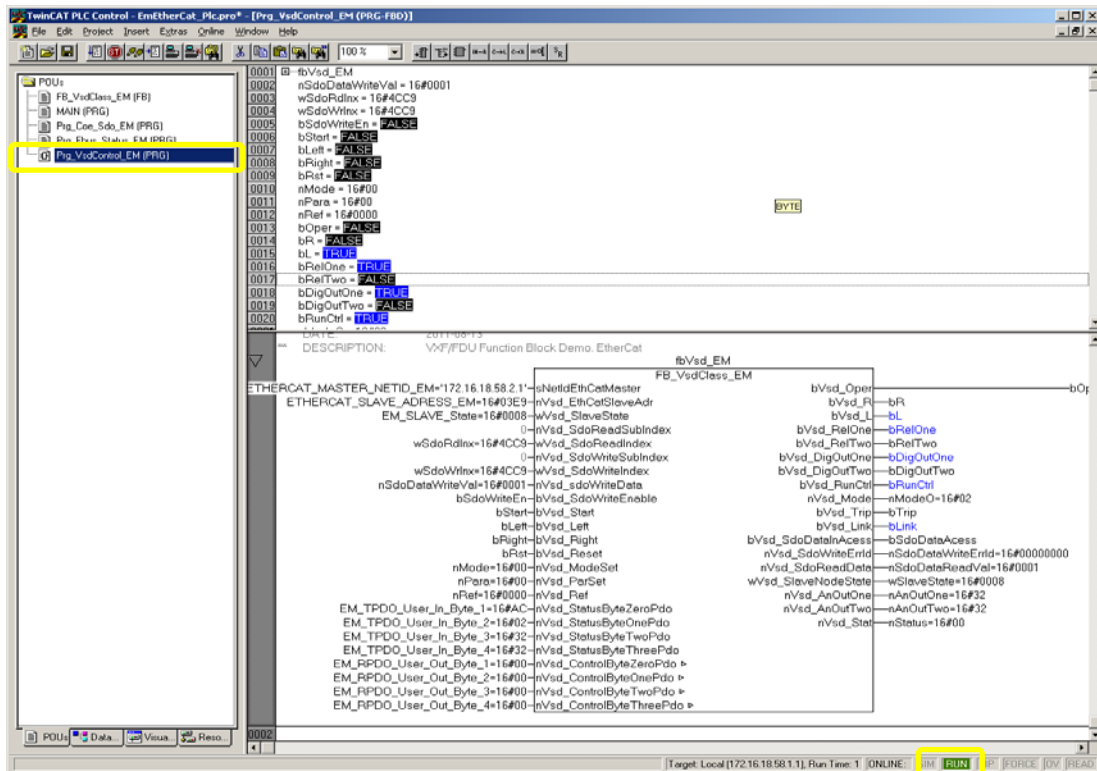 TwinCAT PLC Control - EmEtherCat_Plc.pro* - [Prg_VsdControl_EM (PRG-FBD)]
File Edit Project Insert Extras Online Window Help
100 %
POUs
FB_VsdClass_EM (FB)
MAIN (PRG)
Prg_Coe_Sdo_EM (PRG)
Prg_Ebus_Status_EM (PRG)
Prg_VsdControl_EM (PRG)
0001 fbVsd_EM
0002 nSdoDataWriteVal = 16#0001
0003 wSdoRdInx = 16#4CC9
0004 wSdoWrInx = 16#4CC9
0005 bSdoWriteEn = FALSE
0006 bStart = FALSE
0007 bLeft = FALSE
0008 bRight = FALSE
0009 bRst = FALSE
0010 nMode = 16#00
0011 nPara = 16#00
0012 nRef = 16#0000
0013 bOper = FALSE
0014 bR = FALSE
0015 bL = TRUE
0016 bRelOne = TRUE
0017 bRelTwo = FALSE
0018 bDigOutOne = TRUE
0019 bDigOutTwo = FALSE
0020 bRunCtrl = TRUE
BYTE
DATE: 2011-08-13
DESCRIPTION: VXF/FDU Function Block Demo. EtherCat
fbVsd_EM
FB_VsdClass_EM
ETHERCAT_MASTER_NETID_EM='172.16.18.58.2.1' sNetIdEthCatMaster bVsd_Oper bOp
ETHERCAT_SLAVE_ADRESS_EM=16#03E9 nVsd_EthCatSlaveAdr bVsd_R bR
EM_SLAVE_State=16#0008 wVsd_SlaveState bVsd_L bL
0 nVsd_SdoReadSubIndex bVsd_RelOne bRelOne
wSdoRdInx=16#4CC9 wVsd_SdoReadIndex bVsd_RelTwo bRelTwo
0 nVsd_SdoWriteSubIndex bVsd_DigOutOne bDigOutOne
wSdoWrInx=16#4CC9 wVsd_SdoWriteIndex bVsd_DigOutTwo bDigOutTwo
nSdoDataWriteVal=16#0001 nVsd_sdoWriteData bVsd_RunCtrl bRunCtrl
bSdoWriteEn bVsd_SdoWriteEnable nVsd_Mode nModeO=16#02
bStart bVsd_Start bVsd_Trip bTrip
bLeft bVsd_Left bVsd_Link bLink
bRight bVsd_Right bVsd_SdoDataInAcess bSdoDataAcess
bRst bVsd_Reset nVsd_SdoWriteErrId nSdoDataWriteErrId=16#00000000
nMode=16#00 nVsd_ModeSet nVsd_SdoReadData nSdoDataReadVal=16#0001
nPara=16#00 nVsd_ParSet wVsd_SlaveNodeState wSlaveState=16#0008
nRef=16#0000 nVsd_Ref nVsd_AnOutOne nAnOutOne=16#32
EM_TPDO_User_In_Byte_1=16#AC nVsd_StatusByteZeroPdo nVsd_AnOutTwo nAnOutTwo=16#32
EM_TPDO_User_In_Byte_2=16#02 nVsd_StatusByteOnePdo nVsd_Stat nStatus=16#00
EM_TPDO_User_In_Byte_3=16#32 nVsd_StatusByteTwoPdo
EM_TPDO_User_In_Byte_4=16#32 nVsd_StatusByteThreePdo
EM_RPDO_User_Out_Byte_1=16#00 nVsd_ControlByteZeroPdo
EM_RPDO_User_Out_Byte_2=16#00 nVsd_ControlByteOnePdo
EM_RPDO_User_Out_Byte_3=16#00 nVsd_ControlByteTwoPdo
EM_RPDO_User_Out_Byte_4=16#00 nVsd_ControlByteThreePdo
0002
POUs Data... Visua... Reso...
Target: Local (172.16.18.58.1.1), Run Time: 1 ONLINE: SIM RUN BP FORCE OV READ